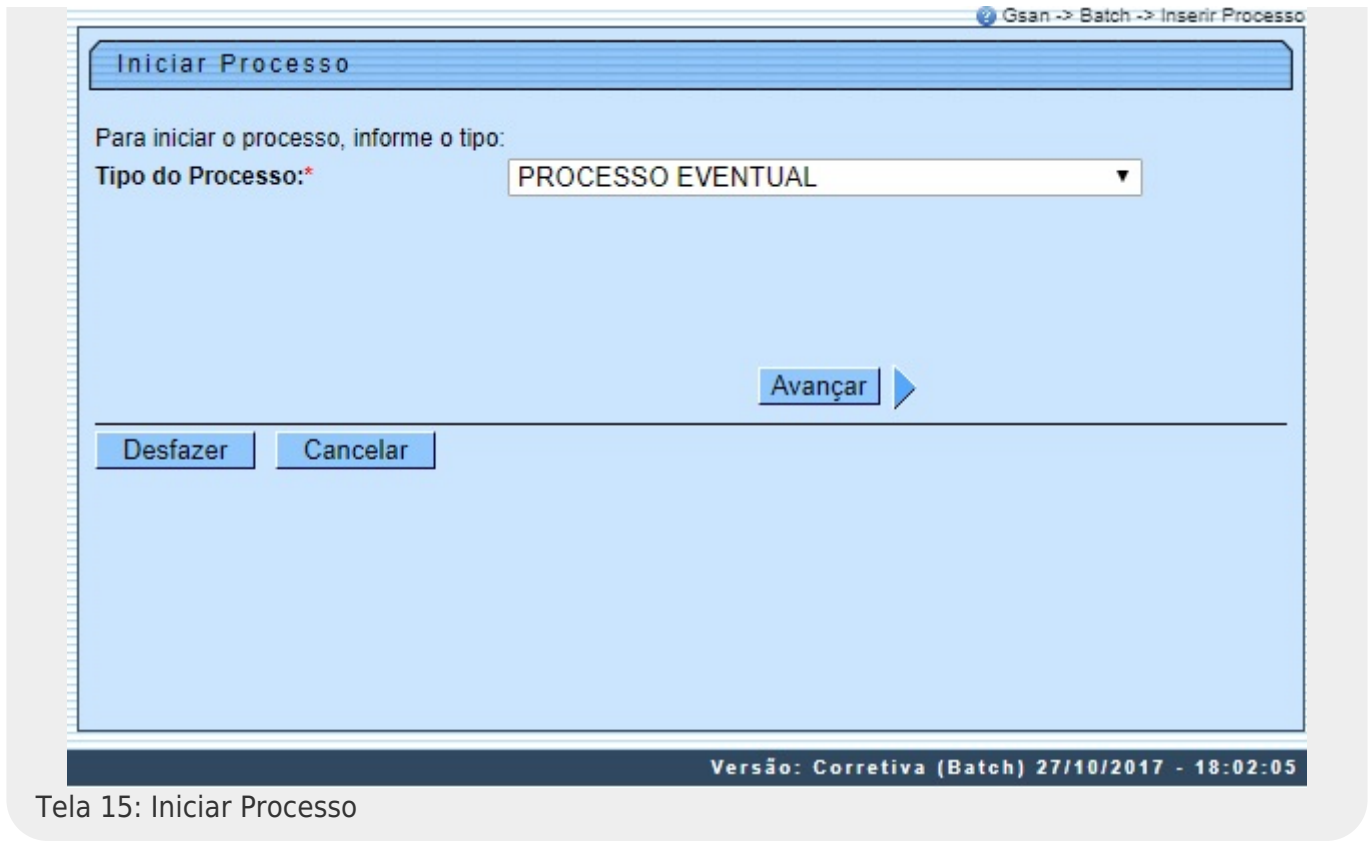 Gsan -> Batch -> Inserir Processo
Iniciar Processo
Para iniciar o processo, informe o tipo:
Tipo do Processo:* PROCESSO EVENTUAL
Avançar
Desfazer Cancelar
Versão: Corretiva (Batch) 27/10/2017 - 18:02:05
Tela 15: Iniciar Processo